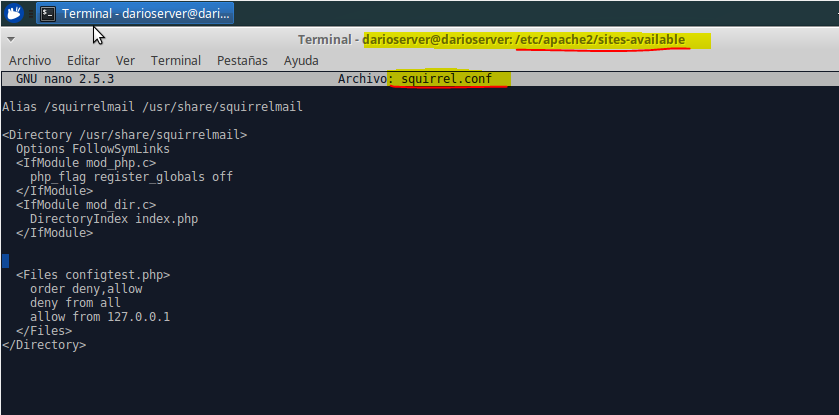 Terminal - darioserver@dari...
Terminal - darioserver@darioserver: /etc/apache2/sites-available
Archivo Editar Ver Terminal Pestañas Ayuda
GNU nano 2.5.3 Archivo: squirrel.conf
Alias /squirrelmail /usr/share/squirrelmail
<Directory /usr/share/squirrelmail>
Options FollowSymLinks
<IfModule mod_php.c>
php_flag register_globals off
</IfModule>
<IfModule mod_dir.c>
DirectoryIndex index.php
</IfModule>
<Files configtest.php>
order deny,allow
deny from all
allow from 127.0.0.1
</Files>
</Directory>